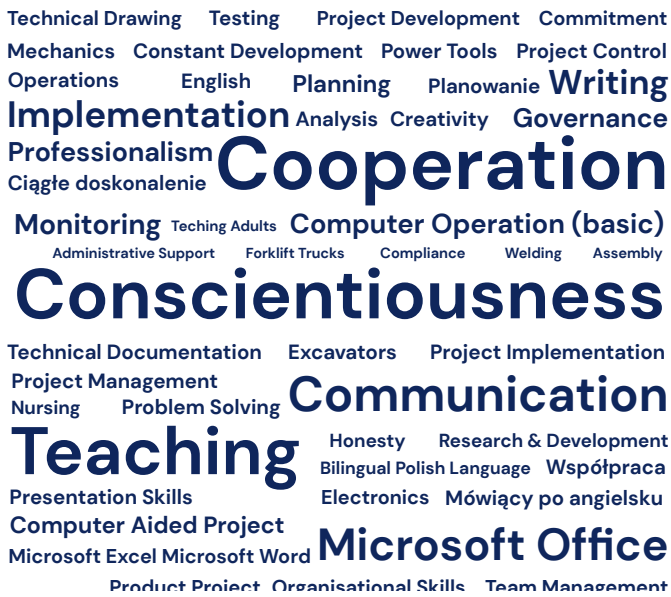 Technical Drawing Testing Project Development Commitment
Mechanics Constant Development Power Tools Project Control
Operations English Planning Planowanie Writing
Implementation Analysis Creativity Governance
Professionalism Cooperation
Ciągłe doskonalenie
Monitoring Teching Adults Computer Operation (basic)
Administrative Support Forklift Trucks Compliance Welding Assembly
Conscientiousness
Technical Documentation Excavators Project Implementation
Project Management Communication
Nursing Problem Solving
Teaching Honesty Research & Development
Bilingual Polish Language Współpraca
Presentation Skills Electronics Mówiący po angielsku
Computer Aided Project Microsoft Office
Microsoft Excel Microsoft Word
Product Project Organisational Skills Team Management